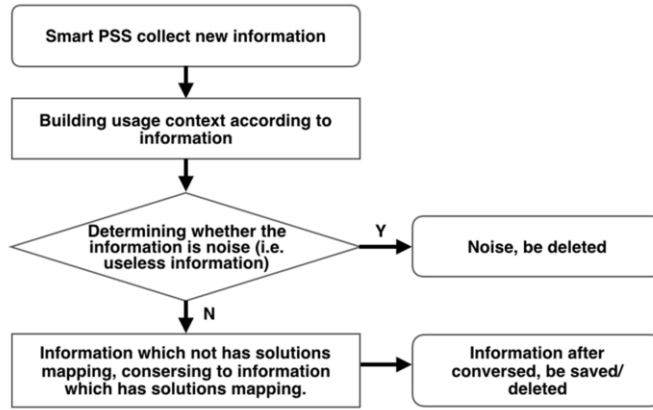 Smart PSS collect new information
Building usage context according to
information
Determining whether the
information is noise (i.e.
useless information)
Y
Noise, be deleted
N
Information which not has solutions
mapping, consersing to information
which has solutions mapping.
Information after
conversed, be saved/
deleted